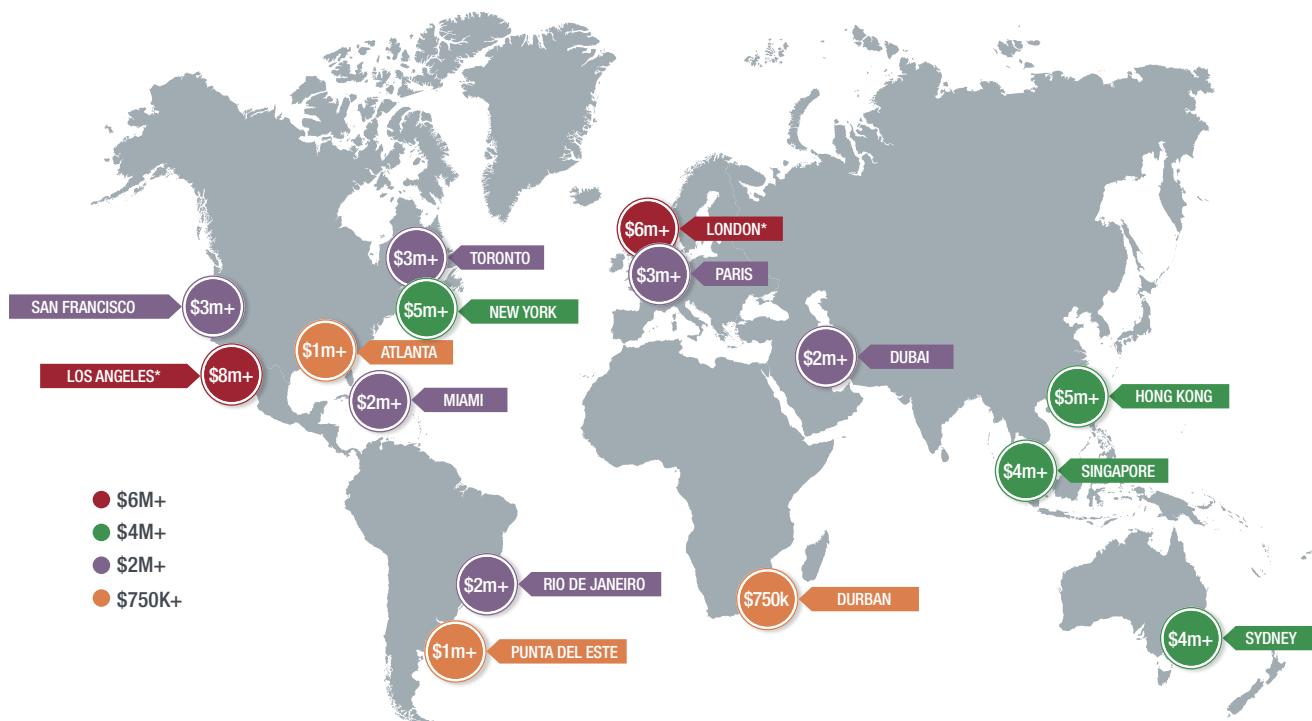 $6m+
LONDON*
$3m+
TORONTO
$3m+
PARIS
SAN FRANCISCO
$3m+
$5m+
NEW YORK
$1m+
ATLANTA
$2m+
DUBAI
LOS ANGELES*
$8m+
$2m+
MIAMI
$5m+
HONG KONG
$4m+
SINGAPORE
$6M+
$4M+
$2M+
$750K+
$2m+
RIO DE JANEIRO
$750k
DURBAN
$1m+
PUNTA DEL ESTE
$4m+
SYDNEY